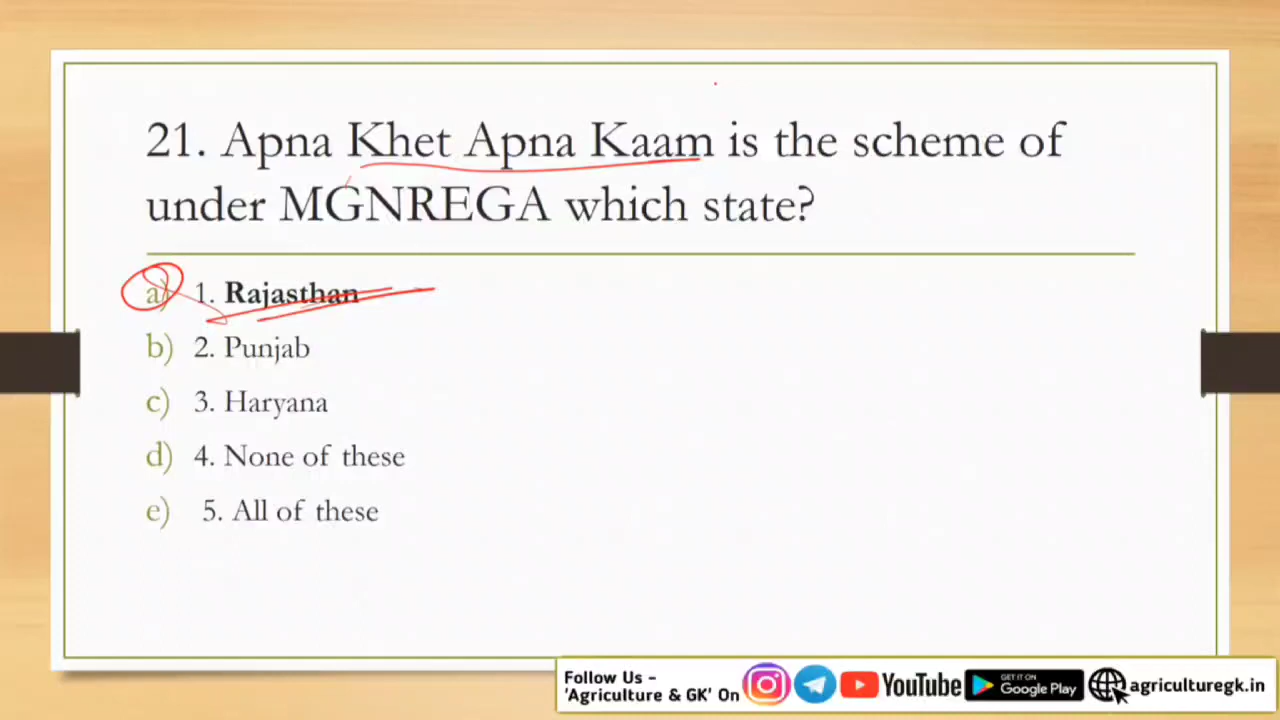 21. Apna Khet Apna Kaam is the scheme of
under MGNREGA which state?
a) 1. Rajasthan
b) 2. Punjab
c) 3. Haryana
d) 4. None of these
e) 5. All of these
Follow Us -
'Agriculture & GK' On
YouTube
GET IT ON
Google Play
agriculturegk.in